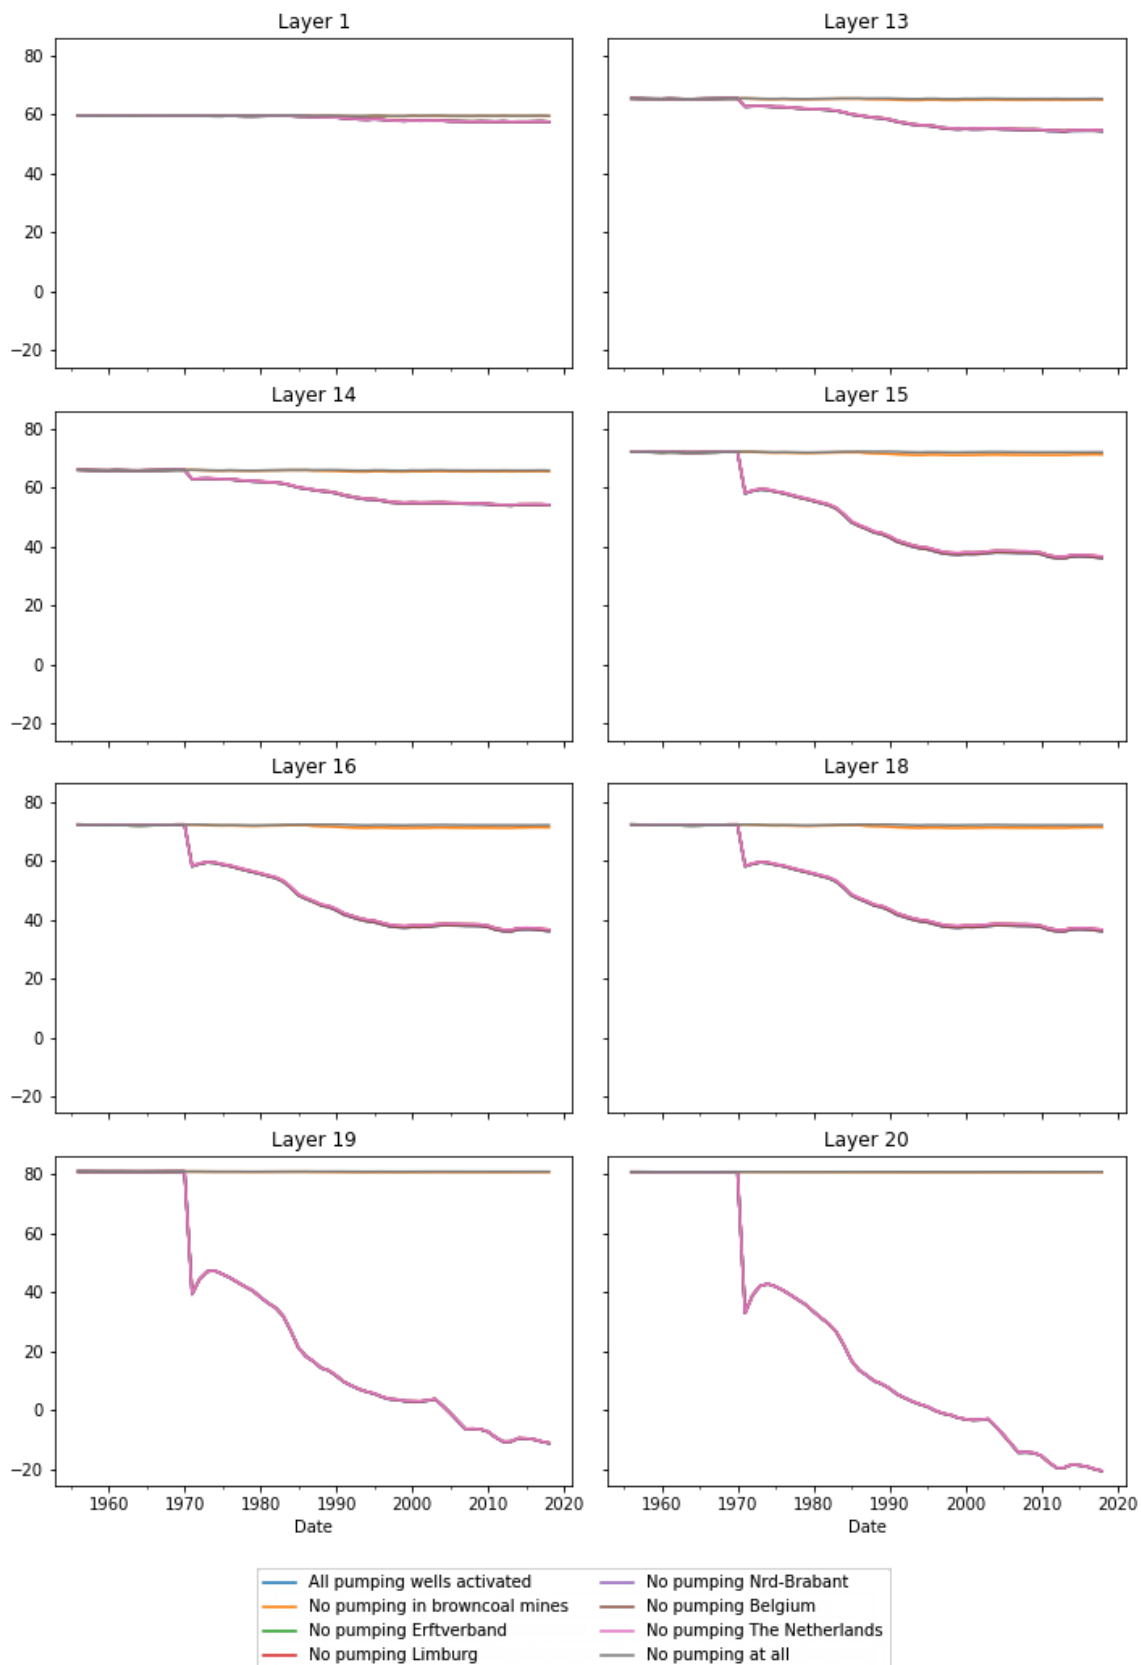 Layer 1
Layer 13
80
60
40
20
0
−20
Layer 14
Layer 15
80
60
40
20
0
−20
Layer 16
Layer 18
80
60
40
20
0
−20
Layer 19
Layer 20
80
60
40
20
0
−20
1960 1970 1980 1990 2000 2010 2020
Date
1960 1970 1980 1990 2000 2010 2020
Date
All pumping wells activated
No pumping in browncoal mines
No pumping Erftverband
No pumping Limburg
No pumping Nrd-Brabant
No pumping Belgium
No pumping The Netherlands
No pumping at all